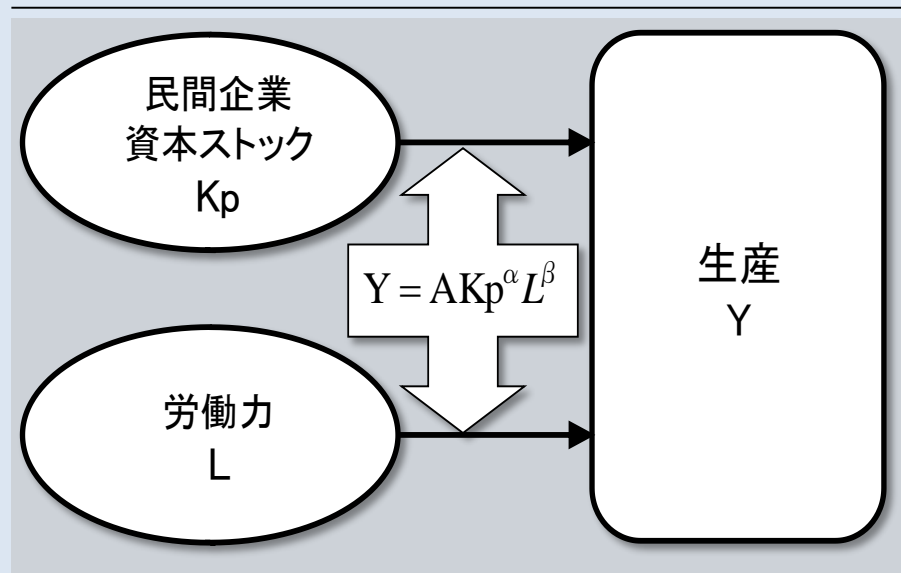 民間企業
資本ストック
Kp
Y = AKp^α L^β
生産
Y
労働力
L